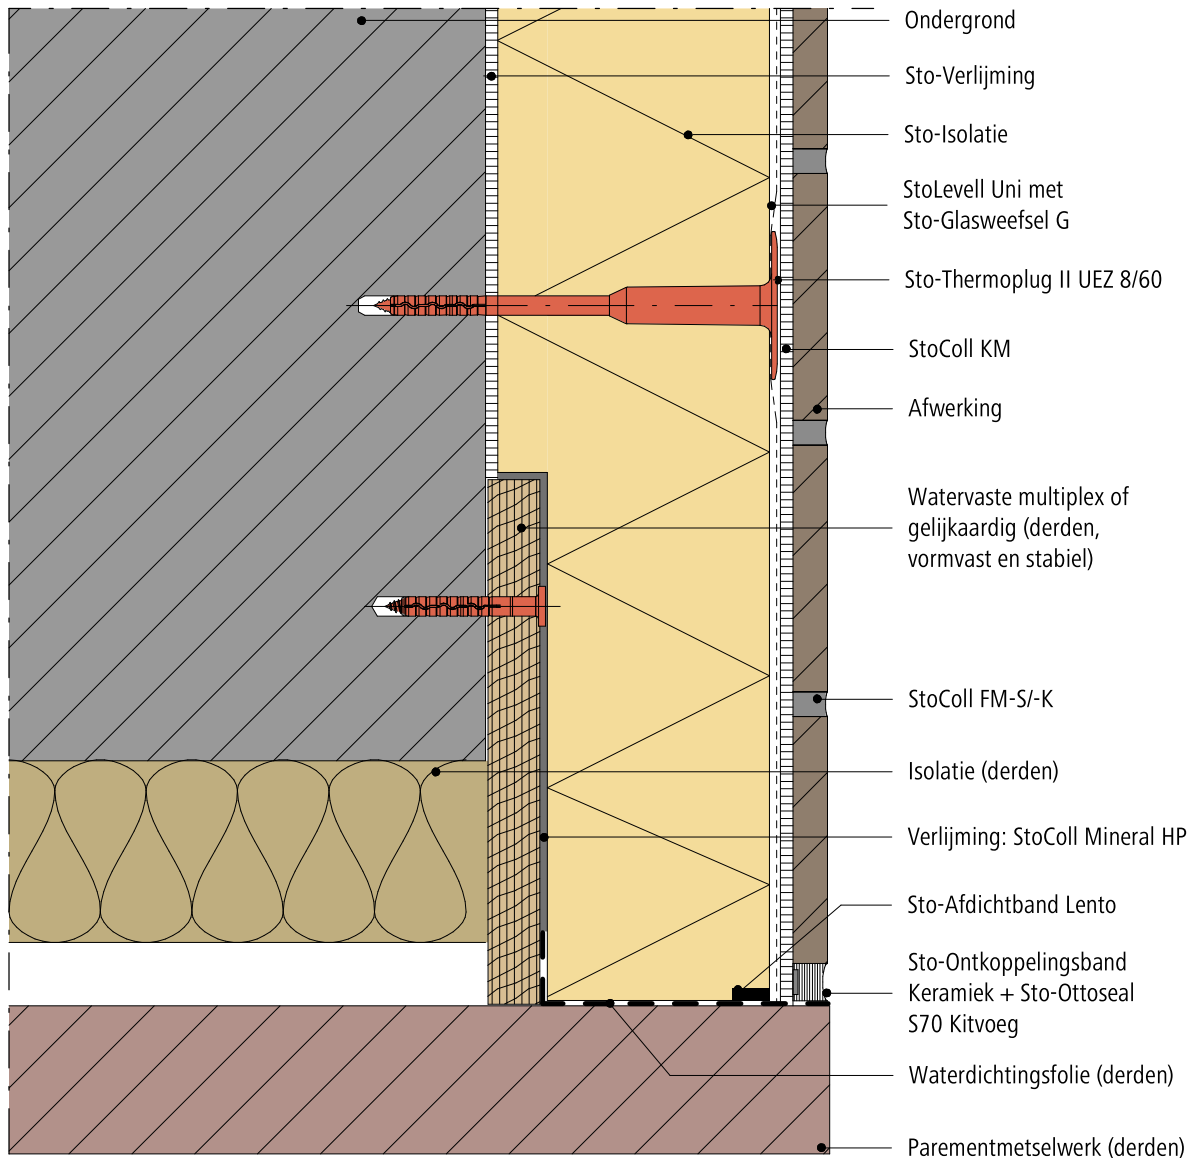 Ondergrond
Sto-Verlijming
Sto-Isolatie
StoLevell Uni met
Sto-Glasweefsel G
Sto-Thermoplug II UEZ 8/60
StoColl KM
Afwerking
Watervaste multiplex of
gelijkaardig (derden,
vormvast en stabiel)
StoColl FM-S/-K
Isolatie (derden)
Verlijming: StoColl Mineral HP
Sto-Afdichtband Lento
Sto-Ontkoppelingsband
Keramiek + Sto-Ottoseal
S70 Kitvoeg
Waterdichtingsfolie (derden)
Parementmetselwerk (derden)